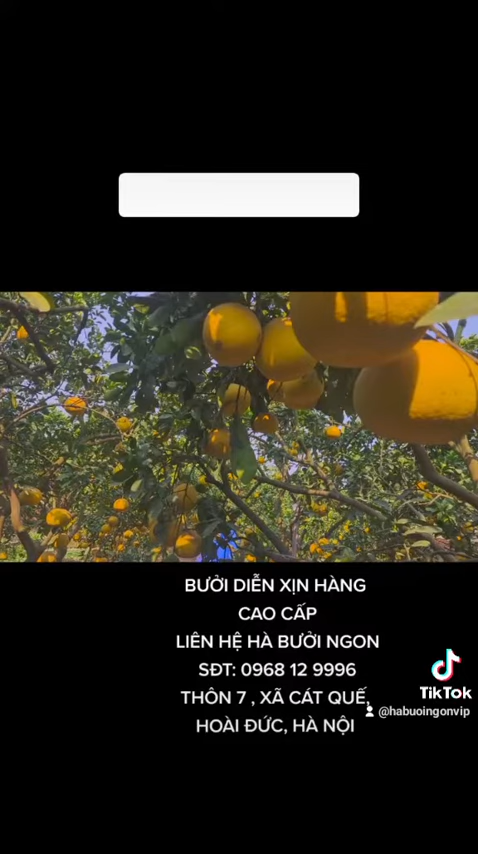 BƯỞI DIỄN XỊN HÀNG
CAO CẤP
LIÊN HỆ HÀ BƯỞI NGON
SĐT: 0968 12 9996
THÔN 7 , XÃ CÁT QUẾ,
HOÀI ĐỨC, HÀ NỘI
TikTok
@habuoingonvip